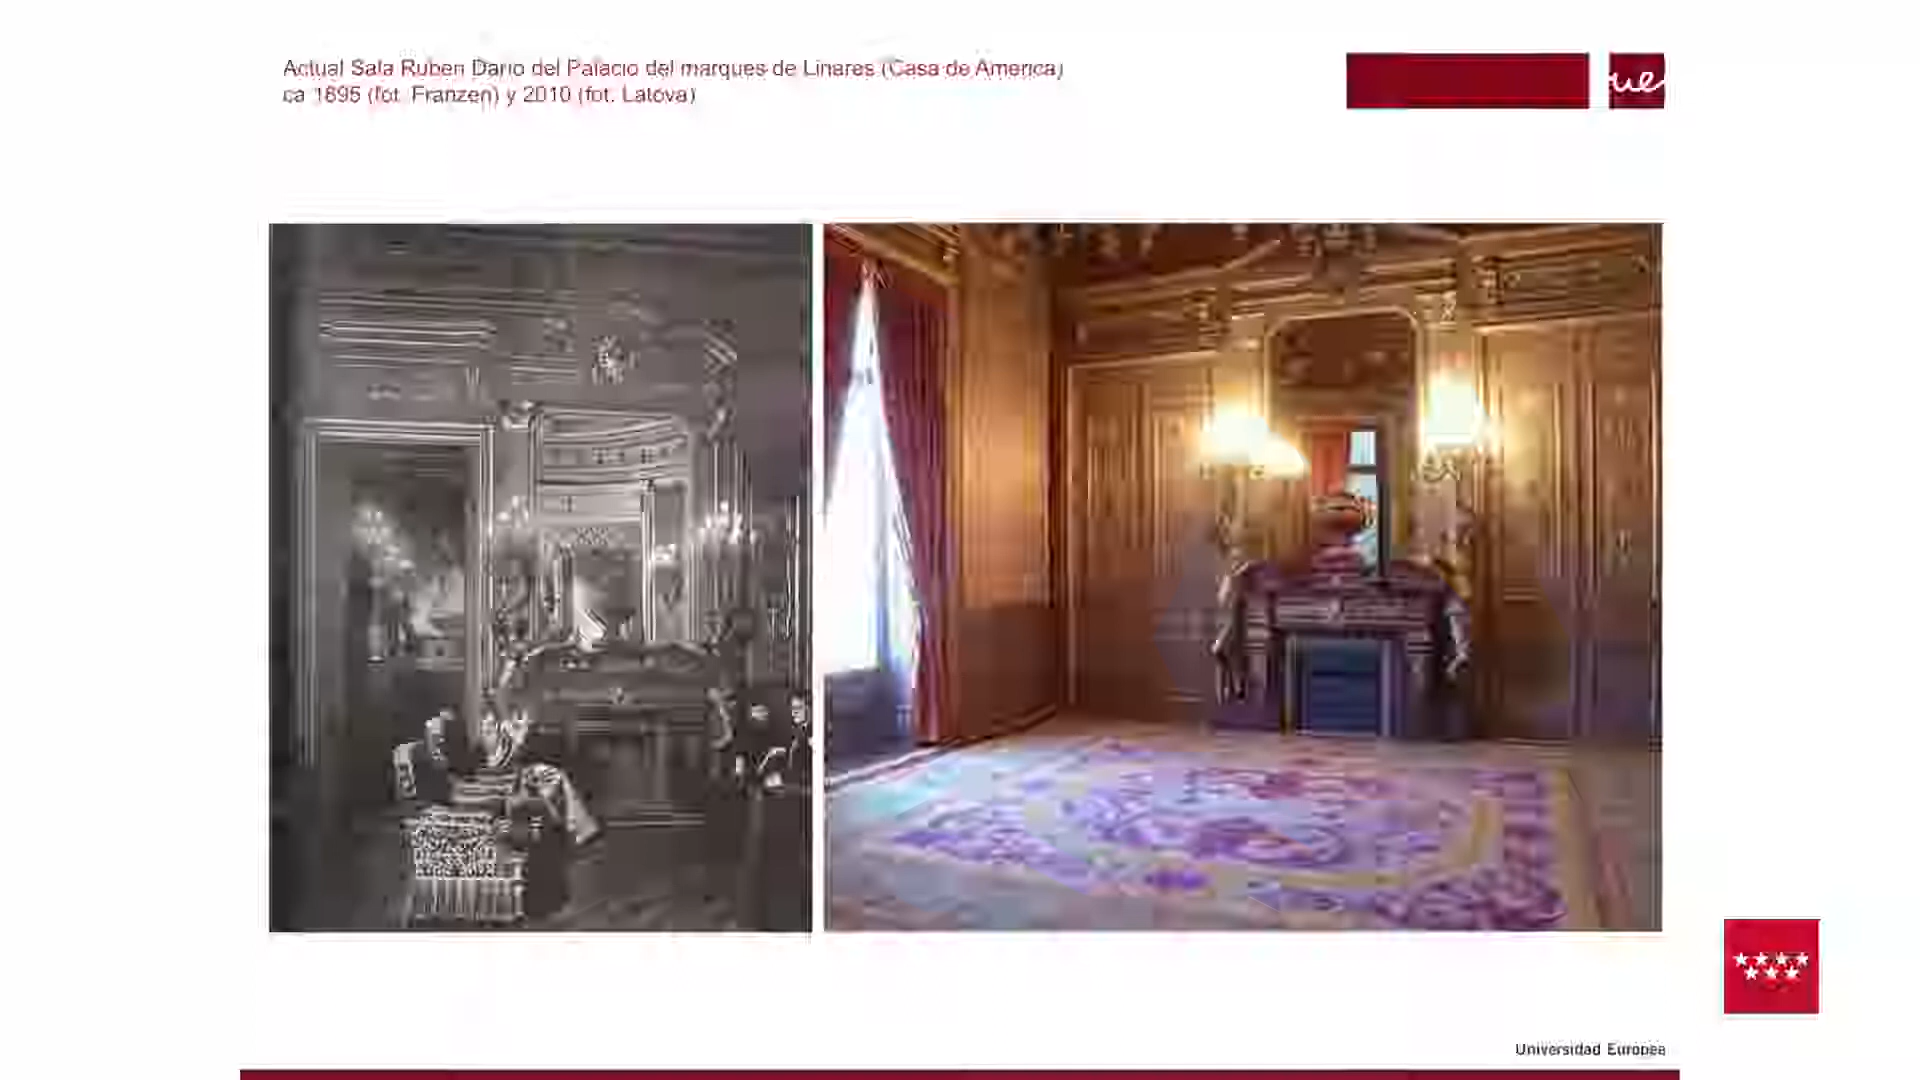 Actual Sala Ruben Dario del Palacio del marques de Linares (Casa de America)
ca 1895 (fot. Franzen) y 2010 (fot. Latova)
ue
Universidad Europea